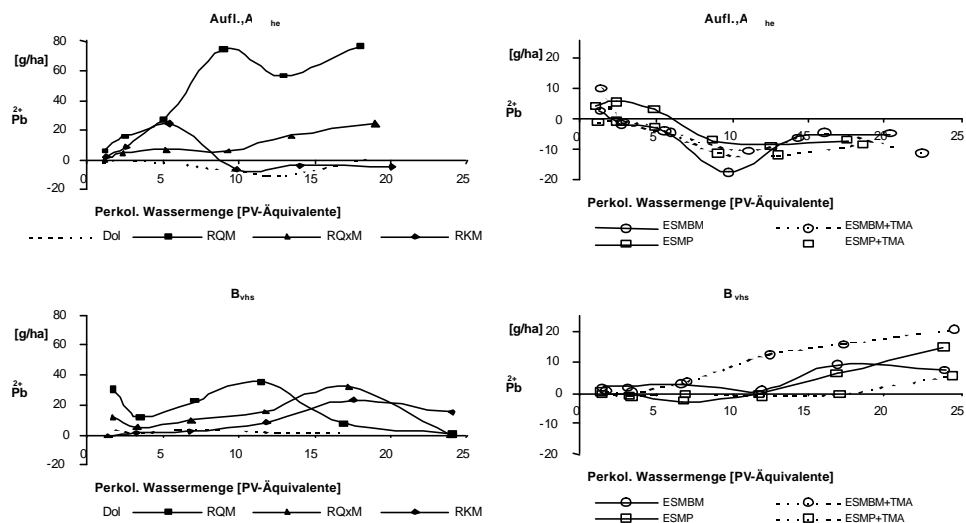 Aufl.,A he
[g/ha]
2+
Pb
80
60
40
20
0
-20
0 5 10 15 20 25
Perkol. Wassermenge [PV-Äquivalente]
Dol RQM RQxM RKM
Aufl.,A he
[g/ha]
2+
Pb
20
10
0
-10
-20
0 5 10 15 20 25
Perkol. Wassermenge [PV-Äquivalente]
ESMBM ESMBM+TMA
ESMP ESMP+TMA
Bvhs
[g/ha]
2+
Pb
60
40
20
0
-20
0 5 10 15 20 25
Perkol. Wassermenge [PV-Äquivalente]
Dol RQM RQxM RKM
Bvhs
[g/ha]
2+
Pb
20
10
0
-10
-20
0 5 10 15 20 25
Perkol. Wassermenge [PV-Äquivalente]
ESMBM ESMBM+TMA
ESMP ESMP+TMA